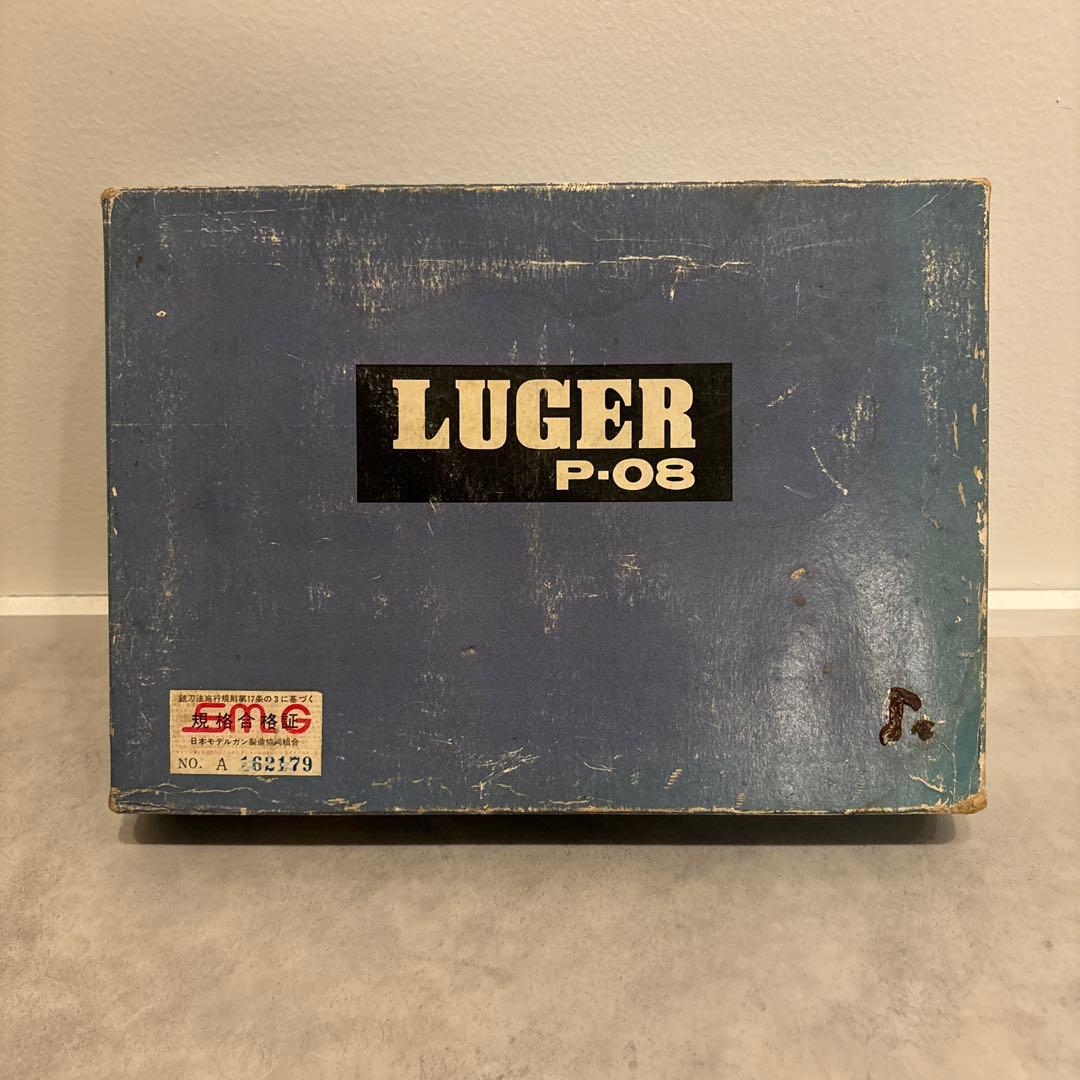 LUGER
P-08
銃刀法施行規則第17条の3に基づく
SMG
規格合格証
日本モデルガン製造協同組合
NO. A 162179